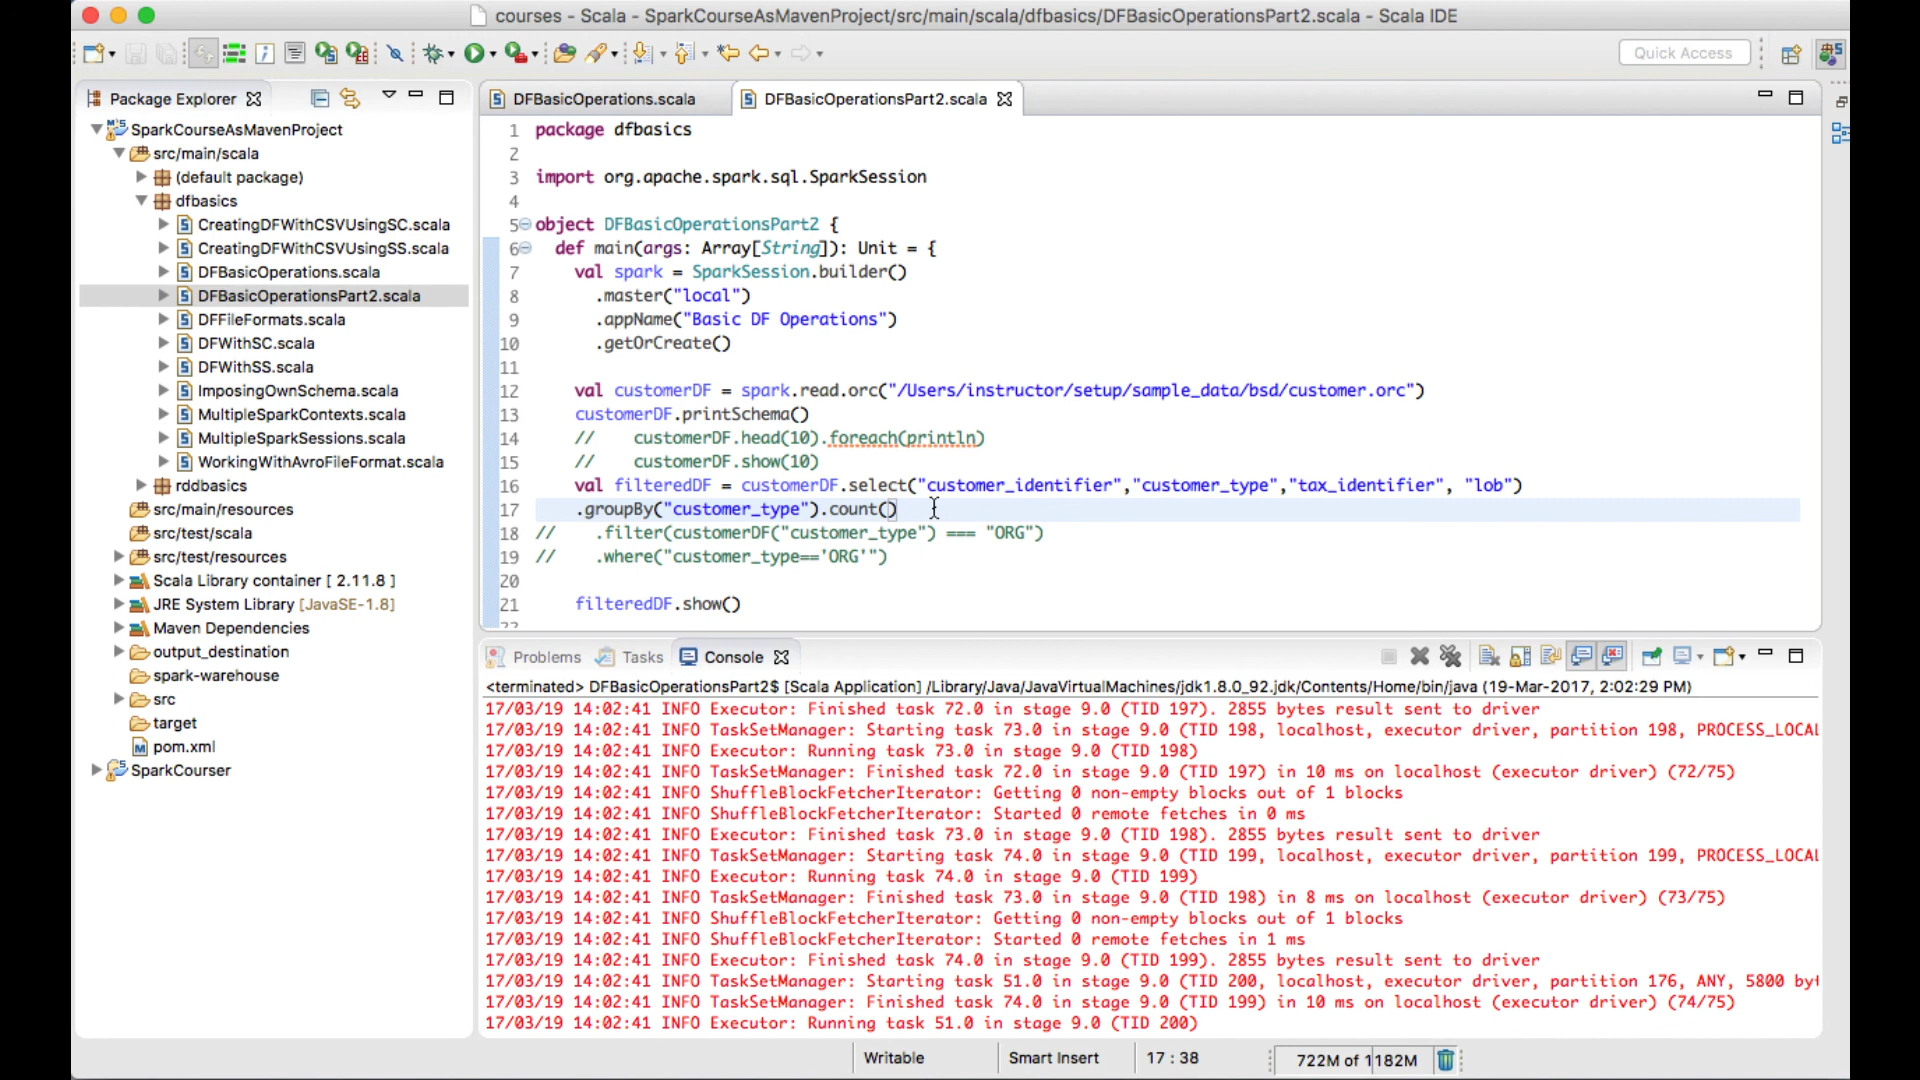 courses - Scala - SparkCourseAsMavenProject/src/main/scala/dfbasics/DFBasicOperationsPart2.scala - Scala IDE
Quick Access
Package Explorer
SparkCourseAsMavenProject
src/main/scala
(default package)
dfbasics
CreatingDFWithCSVUsingSC.scala
CreatingDFWithCSVUsingSS.scala
DFBasicOperations.scala
DFBasicOperationsPart2.scala
DFFileFormats.scala
DFWithSC.scala
DFWithSS.scala
ImposingOwnSchema.scala
MultipleSparkContexts.scala
MultipleSparkSessions.scala
WorkingWithAvroFileFormat.scala
rddbasics
src/main/resources
src/test/scala
src/test/resources
Scala Library container [ 2.11.8 ]
JRE System Library [JavaSE-1.8]
Maven Dependencies
output_destination
spark-warehouse
src
target
pom.xml
SparkCourser
DFBasicOperations.scala DFBasicOperationsPart2.scala
1 package dfbasics
2
3 import org.apache.spark.sql.SparkSession
4
5 object DFBasicOperationsPart2 {
6 def main(args: Array[String]): Unit = {
7 val spark = SparkSession.builder()
8 .master("local")
9 .appName("Basic DF Operations")
10 .getOrCreate()
11
12 val customerDF = spark.read.orc("/Users/instructor/setup/sample_data/bsd/customer.orc")
13 customerDF.printSchema()
14 // customerDF.head(10).foreach(println)
15 // customerDF.show(10)
16 val filteredDF = customerDF.select("customer_identifier","customer_type","tax_identifier", "lob")
17 .groupBy("customer_type").count()
18 // .filter(customerDF("customer_type") === "ORG")
19 // .where("customer_type=='ORG'")
20
21 filteredDF.show()
22
Problems Tasks Console
<terminated> DFBasicOperationsPart2$ [Scala Application] /Library/Java/JavaVirtualMachines/jdk1.8.0_92.jdk/Contents/Home/bin/java (19-Mar-2017, 2:02:29 PM)
17/03/19 14:02:41 INFO Executor: Finished task 72.0 in stage 9.0 (TID 197). 2855 bytes result sent to driver
17/03/19 14:02:41 INFO TaskSetManager: Starting task 73.0 in stage 9.0 (TID 198, localhost, executor driver, partition 198, PROCESS_LOCAL
17/03/19 14:02:41 INFO Executor: Running task 73.0 in stage 9.0 (TID 198)
17/03/19 14:02:41 INFO TaskSetManager: Finished task 72.0 in stage 9.0 (TID 197) in 10 ms on localhost (executor driver) (72/75)
17/03/19 14:02:41 INFO ShuffleBlockFetcherIterator: Getting 0 non-empty blocks out of 1 blocks
17/03/19 14:02:41 INFO ShuffleBlockFetcherIterator: Started 0 remote fetches in 0 ms
17/03/19 14:02:41 INFO Executor: Finished task 73.0 in stage 9.0 (TID 198). 2855 bytes result sent to driver
17/03/19 14:02:41 INFO TaskSetManager: Starting task 74.0 in stage 9.0 (TID 199, localhost, executor driver, partition 199, PROCESS_LOCAL
17/03/19 14:02:41 INFO Executor: Running task 74.0 in stage 9.0 (TID 199)
17/03/19 14:02:41 INFO TaskSetManager: Finished task 73.0 in stage 9.0 (TID 198) in 8 ms on localhost (executor driver) (73/75)
17/03/19 14:02:41 INFO ShuffleBlockFetcherIterator: Getting 0 non-empty blocks out of 1 blocks
17/03/19 14:02:41 INFO ShuffleBlockFetcherIterator: Started 0 remote fetches in 1 ms
17/03/19 14:02:41 INFO Executor: Finished task 74.0 in stage 9.0 (TID 199). 2855 bytes result sent to driver
17/03/19 14:02:41 INFO TaskSetManager: Starting task 51.0 in stage 9.0 (TID 200, localhost, executor driver, partition 176, ANY, 5800 byt
17/03/19 14:02:41 INFO TaskSetManager: Finished task 74.0 in stage 9.0 (TID 199) in 10 ms on localhost (executor driver) (74/75)
17/03/19 14:02:41 INFO Executor: Running task 51.0 in stage 9.0 (TID 200)
Writable Smart Insert 17 : 38 722M of 1182M